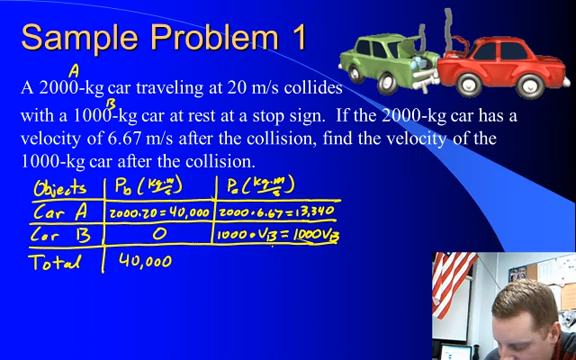 Sample Problem 1
A
A 2000-kg car traveling at 20 m/s collides
B
with a 1000-kg car at rest at a stop sign. If the 2000-kg car has a
velocity of 6.67 m/s after the collision, find the velocity of the
1000-kg car after the collision.
Objects P₀ (kg·m/s) Pₐ (kg·m/s)
Car A 2000·20=40,000 2000·6.67=13,340
Car B 0 1000·VB=1000VB
Total 40,000